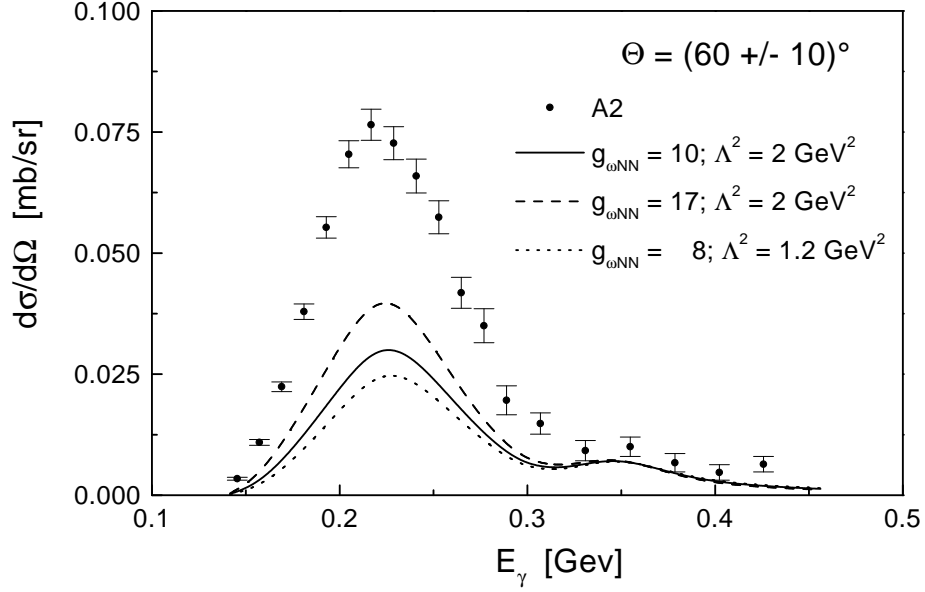 0.100
0.075
0.050
0.025
0.000
dσ/dΩ [mb/sr]
Θ = (60 +/- 10)°
A2
g_ωNN = 10; Λ² = 2 GeV²
g_ωNN = 17; Λ² = 2 GeV²
g_ωNN = 8; Λ² = 1.2 GeV²
0.1 0.2 0.3 0.4 0.5
E_γ [Gev]